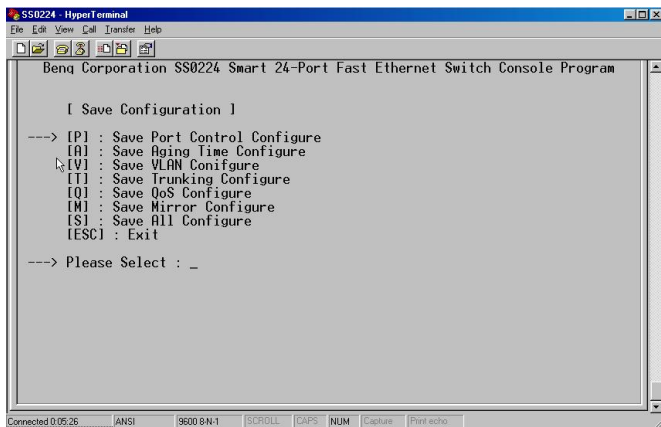 SS0224 - HyperTerminal
File Edit View Call Transfer Help
Benq Corporation SS0224 Smart 24-Port Fast Ethernet Switch Console Program
[ Save Configuration ]
---> [P] : Save Port Control Configure
[A] : Save Aging Time Configure
[V] : Save VLAN Conifgure
[T] : Save Trunking Configure
[Q] : Save QoS Configure
[M] : Save Mirror Configure
[S] : Save All Configure
[ESC] : Exit
---> Please Select : _
Connected 0:05:26 ANSI 9600 8-N-1 SCROLL CAPS NUM Capture Print echo